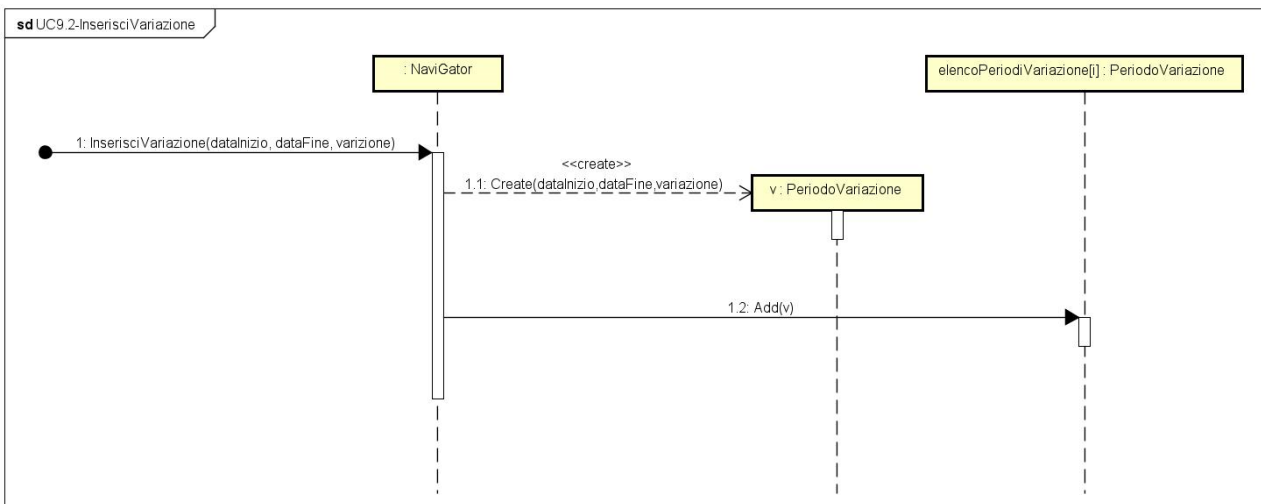 sd UC9.2-InserisciVariazione
: NaviGator
elencoPeriodiVariazione[i] : PeriodoVariazione
1: InserisciVariazione(dataInizio, dataFine, varizione)
<<create>>
1.1: Create(dataInizio,dataFine,variazione)
v : PeriodoVariazione
1.2: Add(v)